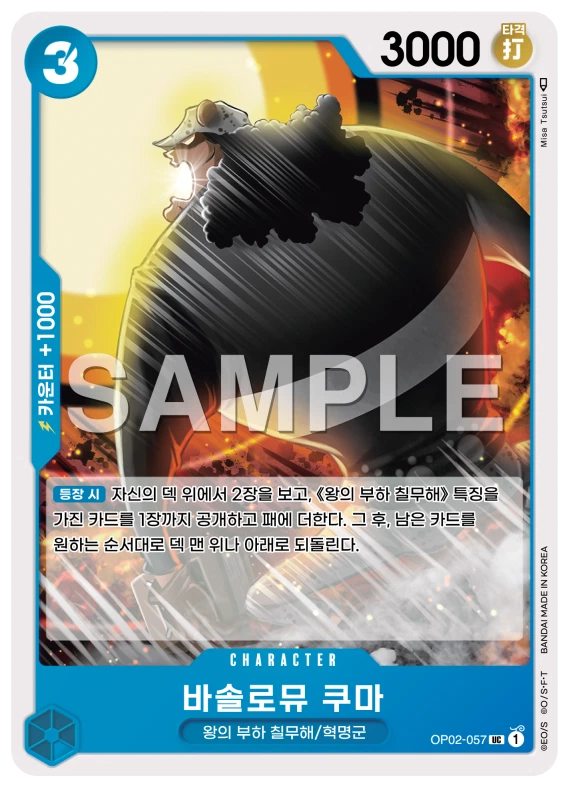 3
3000
타격
打
Misa Tsutsui
카운터 +1000
SAMPLE
등장 시 자신의 덱 위에서 2장을 보고, 《왕의 부하 칠무해》 특징을
가진 카드를 1장까지 공개하고 패에 더한다. 그 후, 남은 카드를
원하는 순서대로 덱 맨 위나 아래로 되돌린다.
CHARACTER
바솔로뮤 쿠마
왕의 부하 칠무해/혁명군
OP02-057 UC 1
©EO/S ©O/S·F·T BANDAI MADE IN KOREA